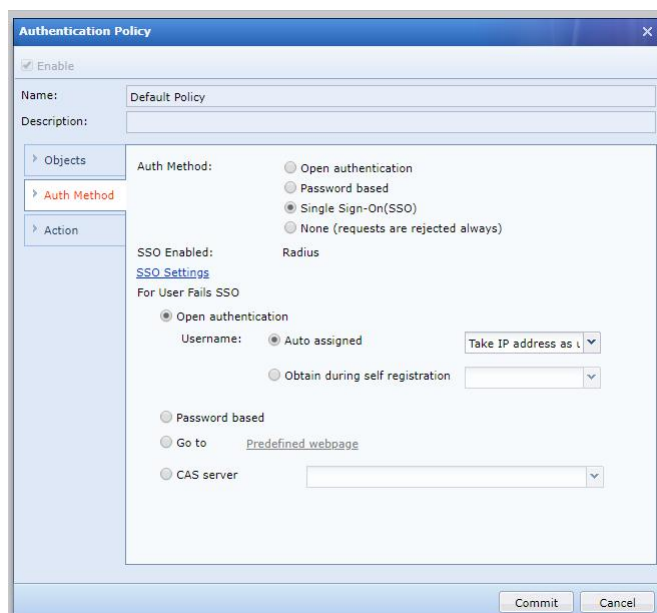 Authentication Policy
Enable
Name: Default Policy
Description:
Objects
Auth Method
Action
Auth Method:
Open authentication
Password based
Single Sign-On(SSO)
None (requests are rejected always)
SSO Enabled: Radius
SSO Settings
For User Fails SSO
Open authentication
Username: Auto assigned Take IP address as
Obtain during self registration
Password based
Go to Predefined webpage
CAS server
Commit Cancel